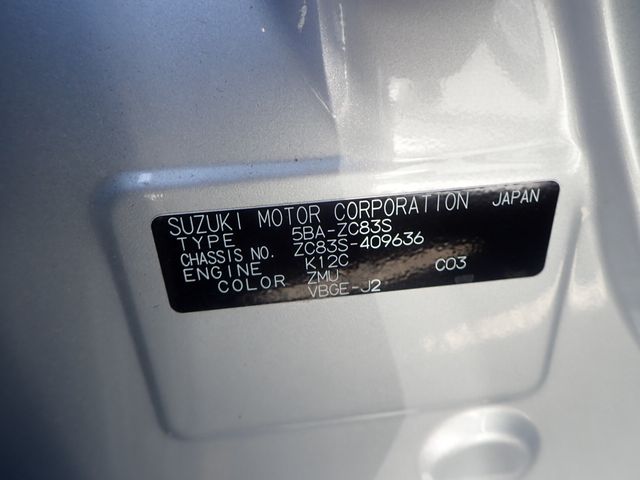 SUZUKI MOTOR CORPORATION JAPAN
TYPE 5BA-ZC83S
CHASSIS NO. ZC83S-409636
ENGINE K12C
COLOR ZMU C03
VBGE-J2